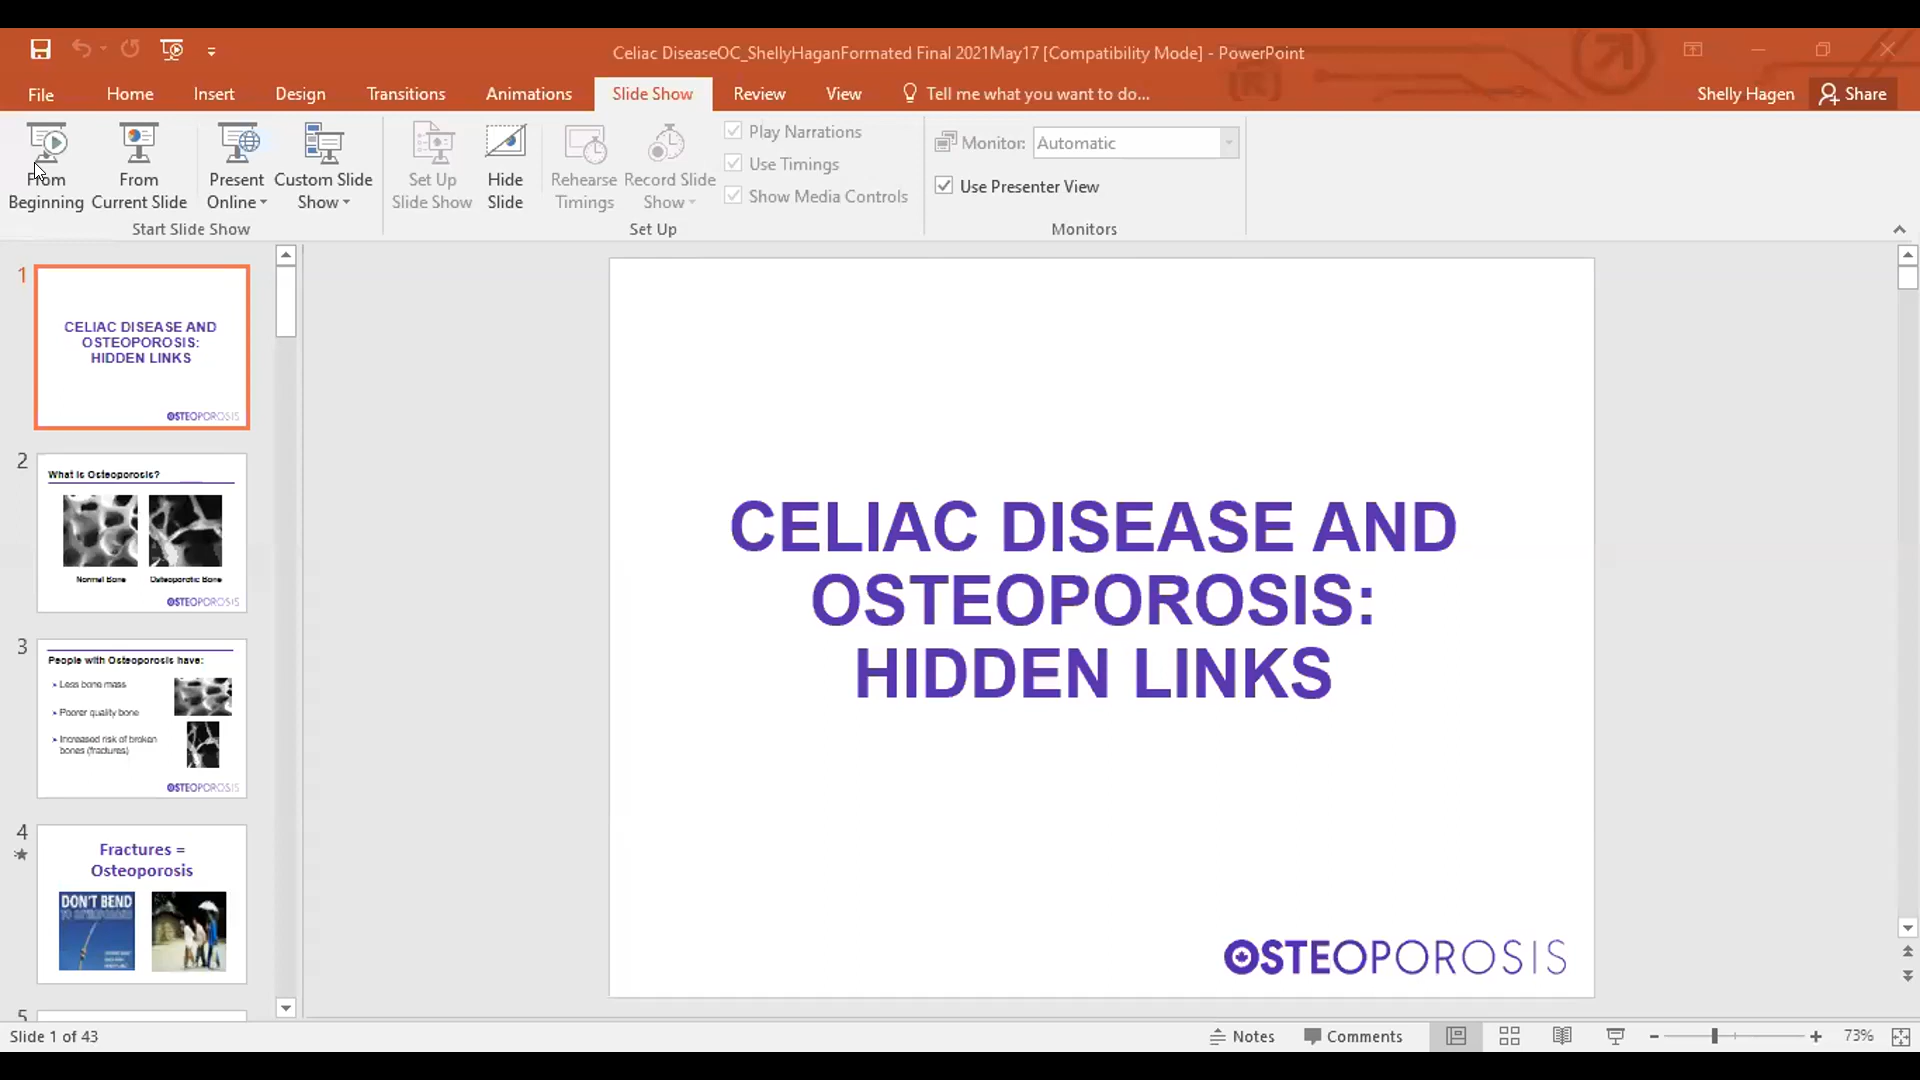 Celiac DiseaseOC_ShellyHaganFormated Final 2021May17 [Compatibility Mode] - PowerPoint
File Home Insert Design Transitions Animations Slide Show Review View Tell me what you want to do... Shelly Hagen Share
From Beginning
From Current Slide
Present Online
Custom Slide Show
Start Slide Show
Set Up Slide Show
Hide Slide
Rehearse Timings
Record Slide Show
Play Narrations
Use Timings
Show Media Controls
Set Up
Monitor: Automatic
Use Presenter View
Monitors
1
CELIAC DISEASE AND
OSTEOPOROSIS:
HIDDEN LINKS
OSTEOPOROSIS
2
What is Osteoporosis?
Normal Bone Osteoporotic Bone
OSTEOPOROSIS
3
People with Osteoporosis have:
Less bone mass
Poorer quality bone
Increased risk of broken
bones (fractures)
OSTEOPOROSIS
4
Fractures =
Osteoporosis
DON'T BEND
TO OSTEOPOROSIS
5
CELIAC DISEASE AND
OSTEOPOROSIS:
HIDDEN LINKS
OSTEOPOROSIS
Slide 1 of 43 Notes Comments 73%